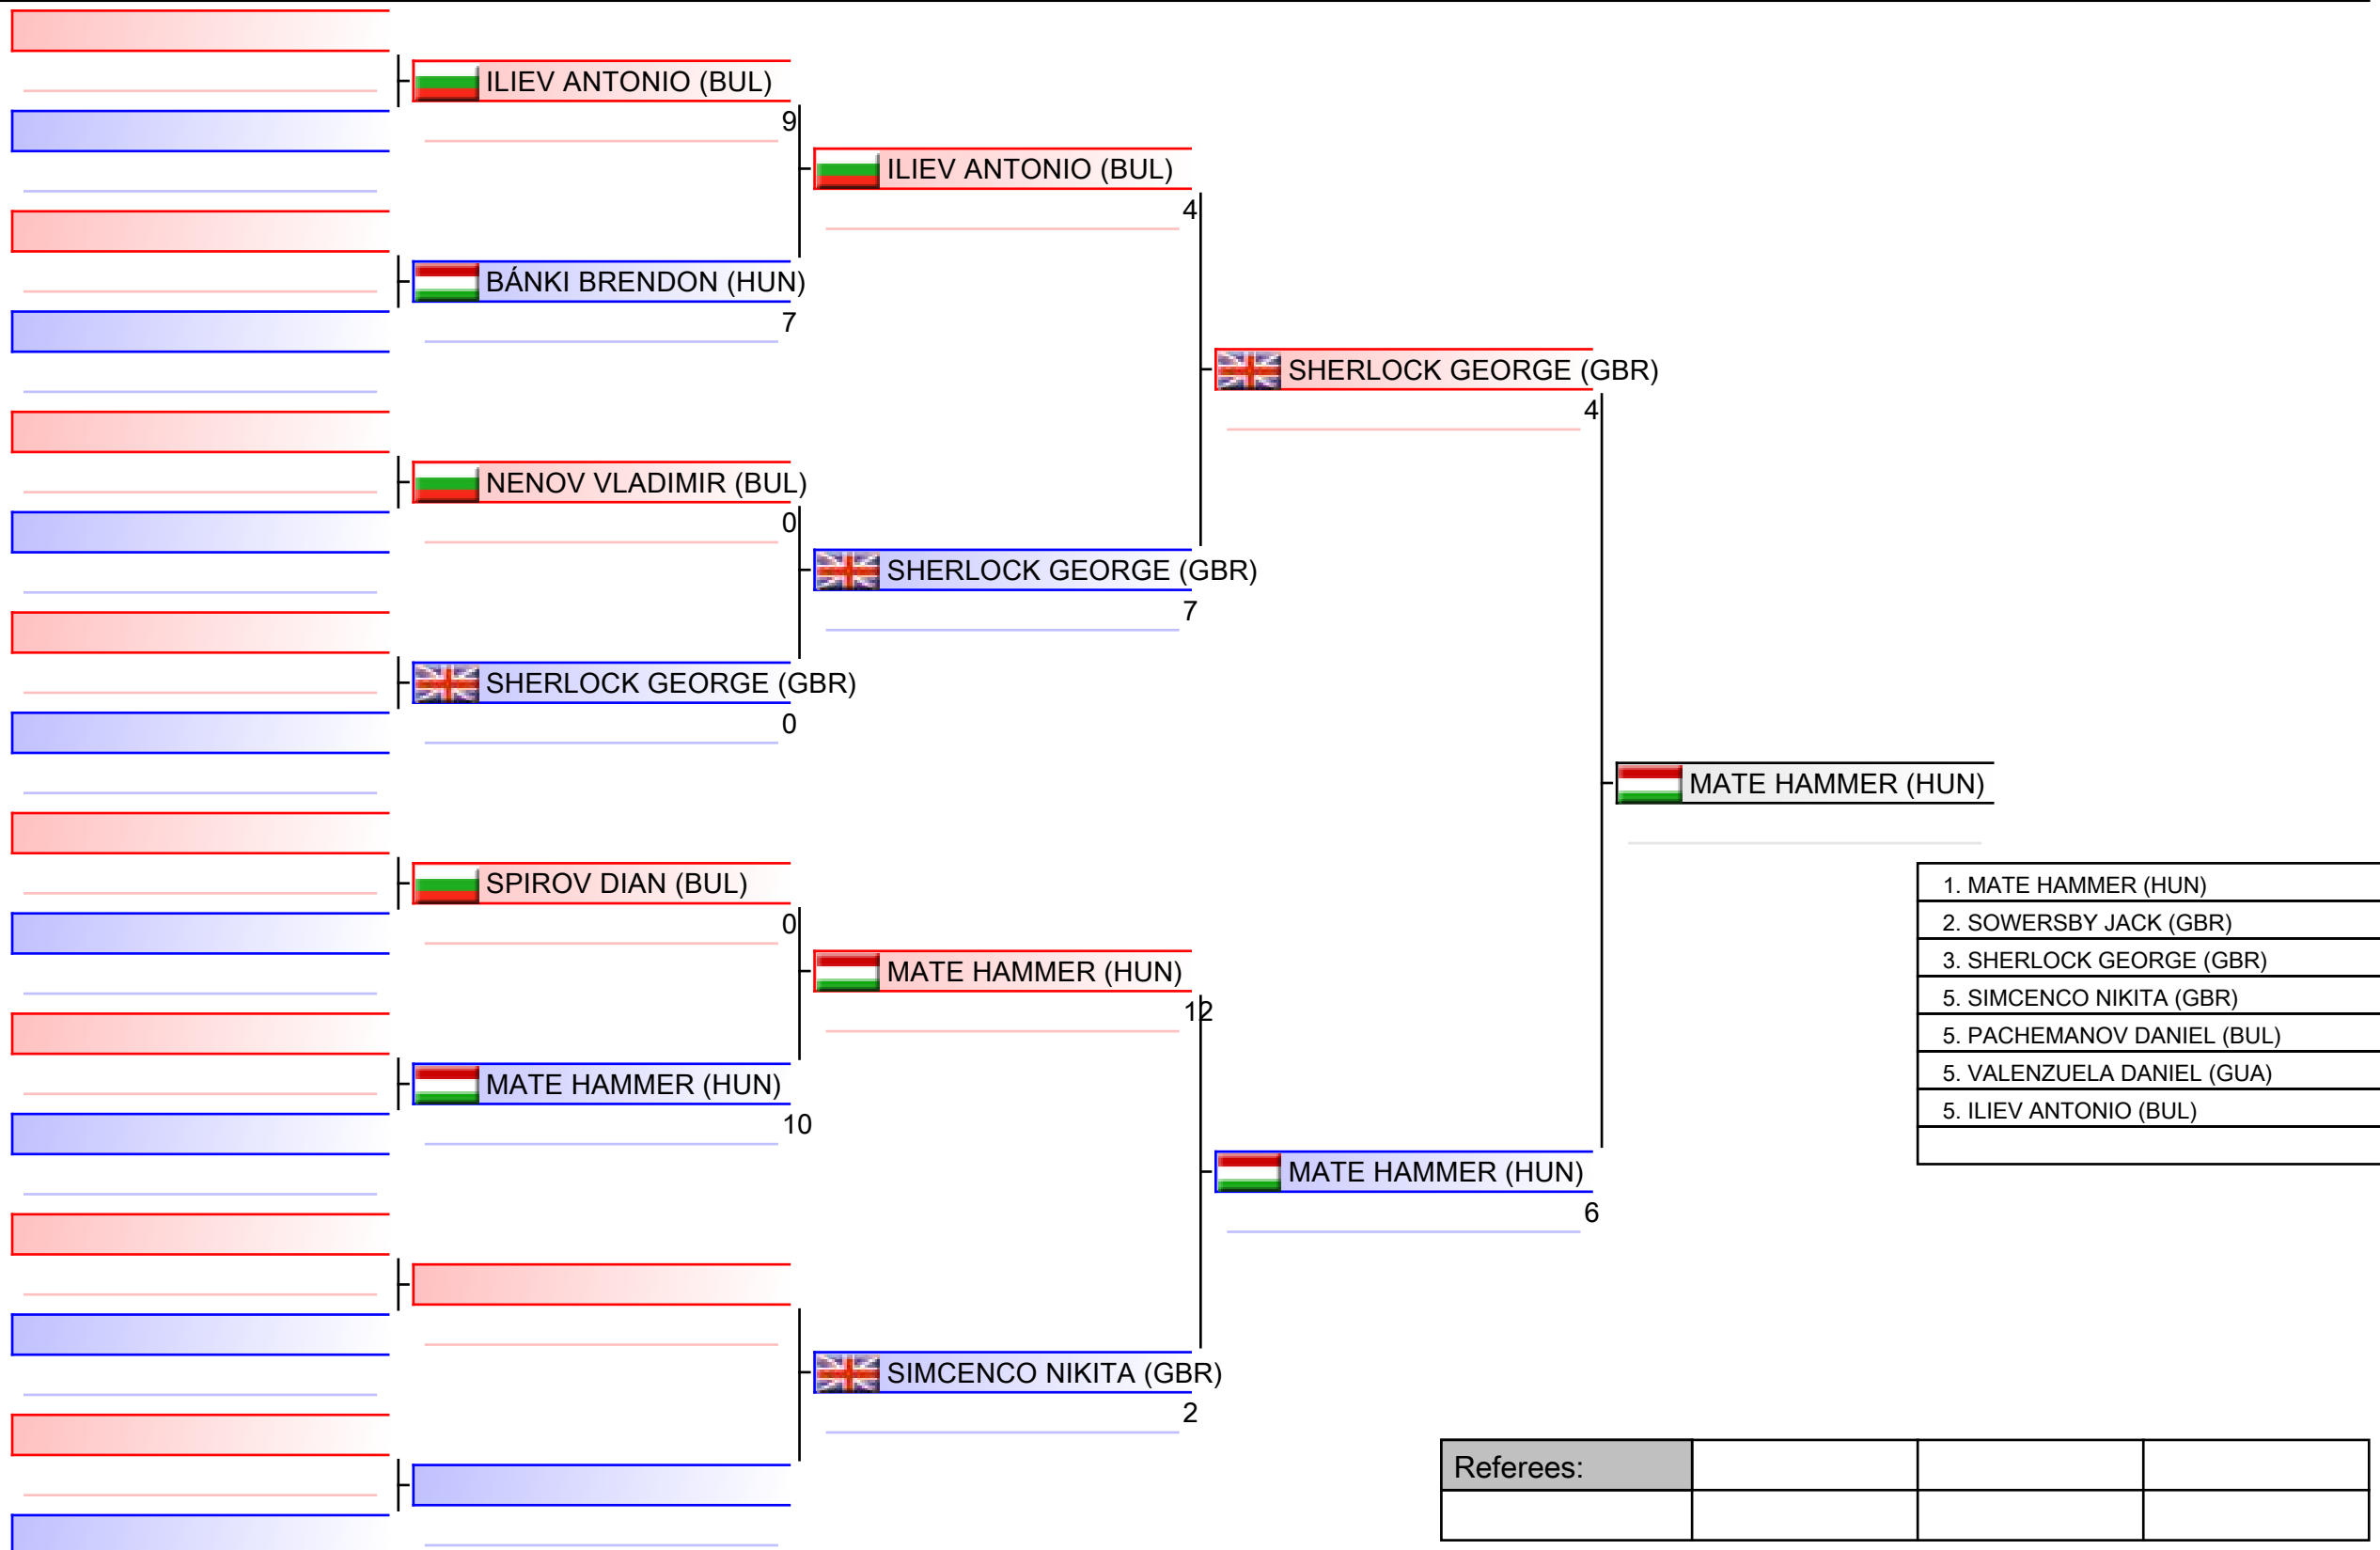 ILIEV ANTONIO (BUL)
9
ILIEV ANTONIO (BUL)
4
BÁNKI BRENDON (HUN)
7
SHERLOCK GEORGE (GBR)
4
NENOV VLADIMIR (BUL)
0
SHERLOCK GEORGE (GBR)
7
SHERLOCK GEORGE (GBR)
0
MATE HAMMER (HUN)
SPIROV DIAN (BUL)
0
MATE HAMMER (HUN)
12
MATE HAMMER (HUN)
10
MATE HAMMER (HUN)
6
1. MATE HAMMER (HUN)
2. SOWERSBY JACK (GBR)
3. SHERLOCK GEORGE (GBR)
5. SIMCENCO NIKITA (GBR)
5. PACHEMANOV DANIEL (BUL)
5. VALENZUELA DANIEL (GUA)
5. ILIEV ANTONIO (BUL)
SIMCENCO NIKITA (GBR)
2
Referees: